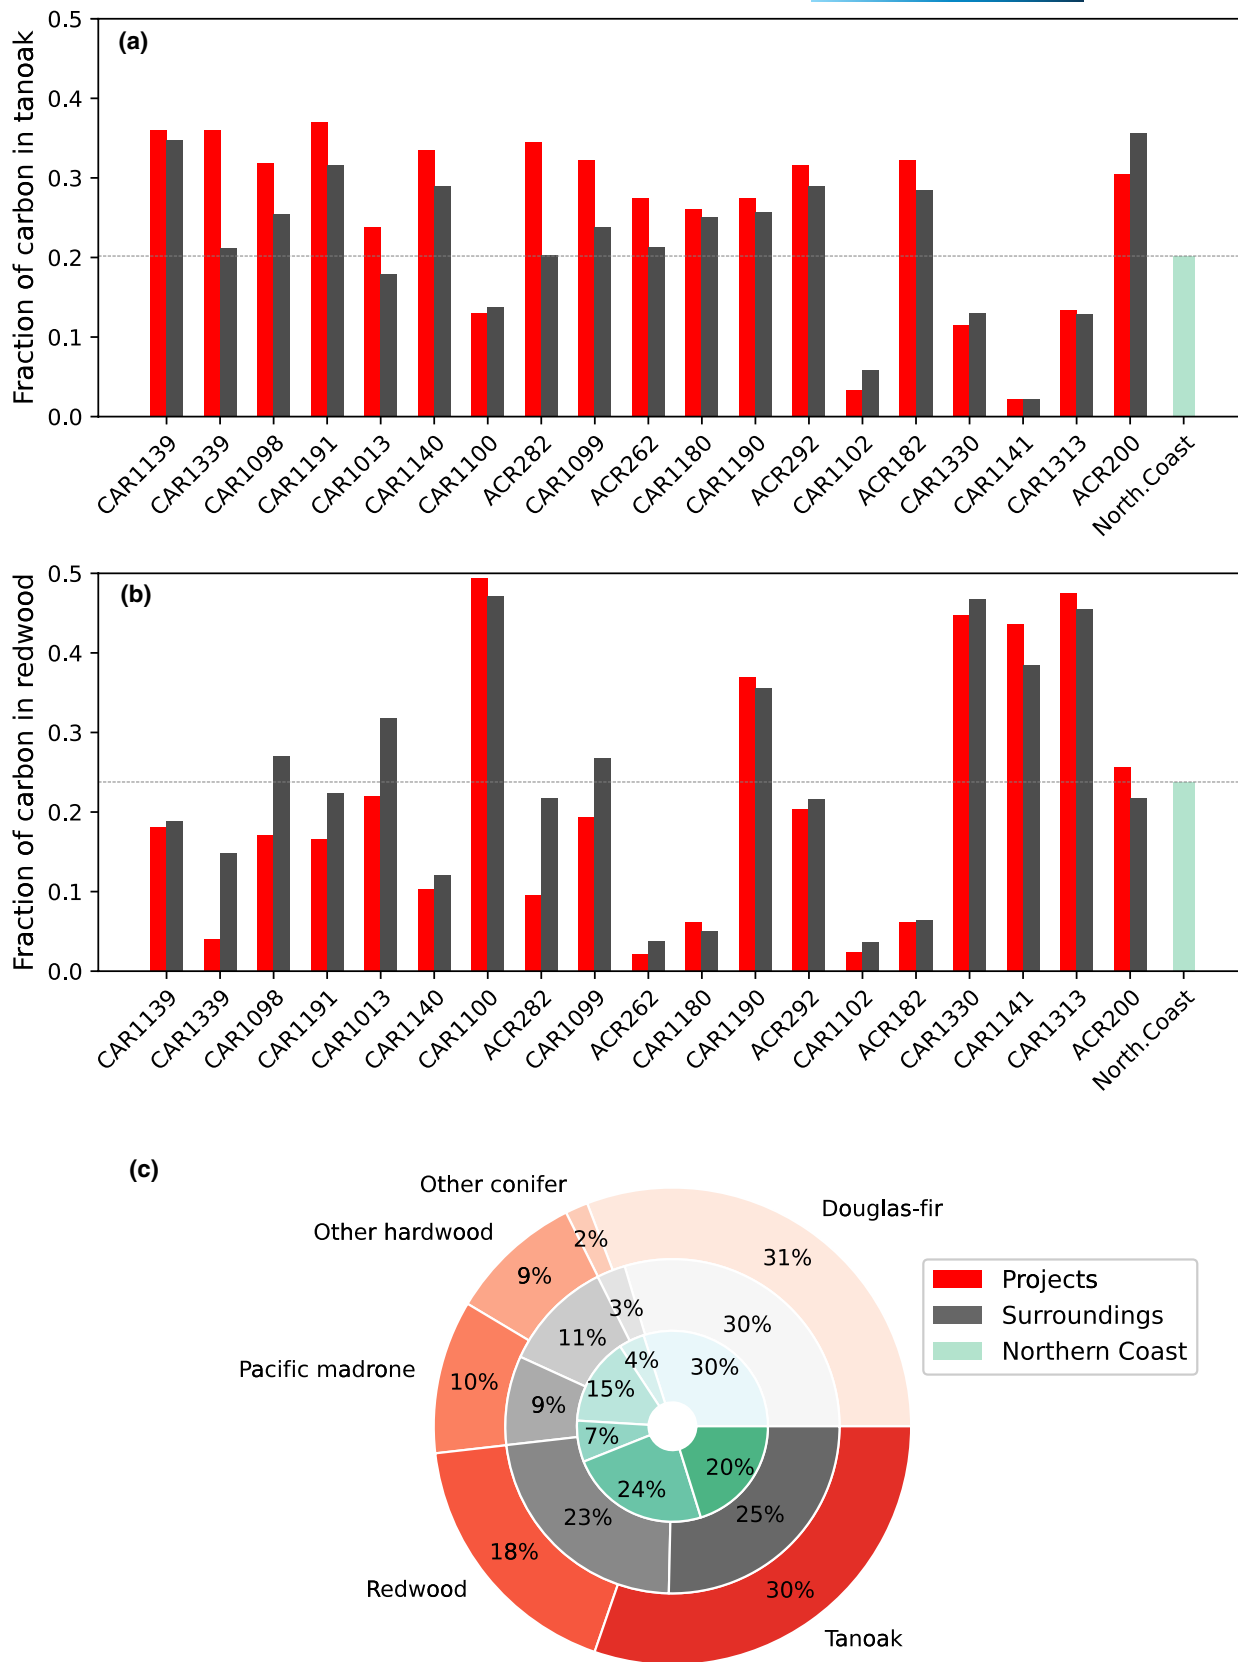 (a)
Fraction of carbon in tanoak
0.5
0.4
0.3
0.2
0.1
0.0
CAR1139 CAR1339 CAR1098 CAR1191 CAR1013 CAR1140 CAR1100 ACR282 CAR1099 ACR262 CAR1180 CAR1190 ACR292 CAR1102 ACR182 CAR1330 CAR1141 CAR1313 ACR200 North.Coast
(b)
Fraction of carbon in redwood
0.5
0.4
0.3
0.2
0.1
0.0
CAR1139 CAR1339 CAR1098 CAR1191 CAR1013 CAR1140 CAR1100 ACR282 CAR1099 ACR262 CAR1180 CAR1190 ACR292 CAR1102 ACR182 CAR1330 CAR1141 CAR1313 ACR200 North.Coast
(c)
Other conifer
Douglas-fir
Other hardwood
2%
31%
9%
Projects
3%
30%
Surroundings
11%
4%
30%
Northern Coast
Pacific madrone
10%
15%
9%
7%
20%
24%
23%
25%
18%
Redwood
30%
Tanoak